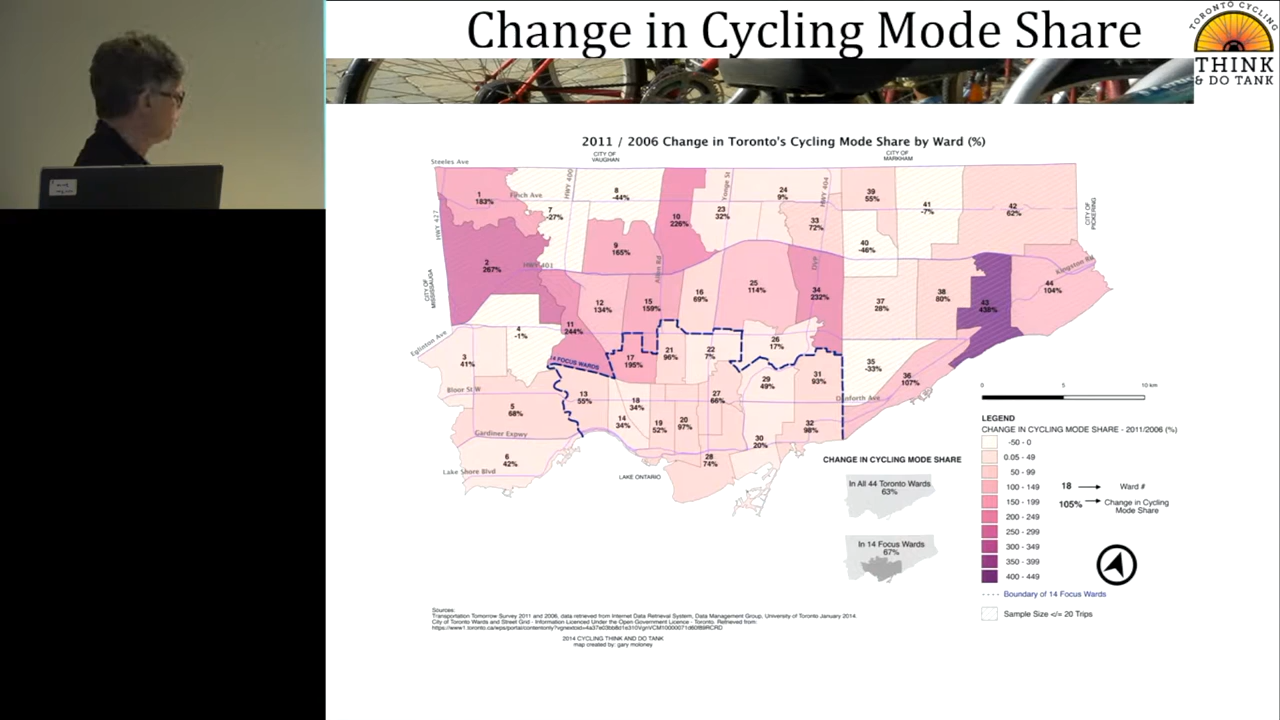 Change in Cycling Mode Share
TORONTO CYCLING
THINK
& DO TANK
2011 / 2006 Change in Toronto's Cycling Mode Share by Ward (%)
CITY OF
VAUGHAN
CITY OF
MARKHAM
Steeles Ave
1
183%
Finch Ave
HWY 400
8
-44%
7
-27%
10
226%
Yonge St
23
32%
24
9%
HWY 404
33
72%
39
55%
41
-7%
42
62%
CITY OF
PICKERING
HWY 427
2
267%
HWY 401
9
165%
Allen Rd
40
-46%
DVP
Kingston Rd
CITY OF
MISSISSAUGA
12
134%
15
159%
16
69%
25
114%
34
232%
37
28%
38
80%
43
438%
44
104%
11
244%
4
-1%
Eglinton Ave
3
41%
14 FOCUS WARDS
17
195%
21
96%
22
7%
26
17%
35
-33%
36
107%
29
49%
31
93%
Bloor St W
13
55%
18
34%
27
66%
Danforth Ave
5
68%
14
34%
19
52%
20
97%
32
98%
Gardiner Expwy
30
20%
6
42%
28
74%
Lake Shore Blvd
LAKE ONTARIO
0 5 10 km
LEGEND
CHANGE IN CYCLING MODE SHARE - 2011/2006 (%)
-50 - 0
0.05 - 49
50 - 99
100 - 149
150 - 199
200 - 249
250 - 299
300 - 349
350 - 399
400 - 449
18 Ward #
105% Change in Cycling
Mode Share
Boundary of 14 Focus Wards
Sample Size </= 20 Trips
CHANGE IN CYCLING MODE SHARE
In All 44 Toronto Wards
63%
In 14 Focus Wards
67%
Sources:
Transportation Tomorrow Survey 2011 and 2006, data retrieved from Internet Data Retrieval System, Data Management Group, University of Toronto January 2014.
City of Toronto Wards and Street Grid - Information Licenced Under the Open Government Licence - Toronto. Retrieved from:
2014 CYCLING THINK AND DO TANK
map created by: gary moloney